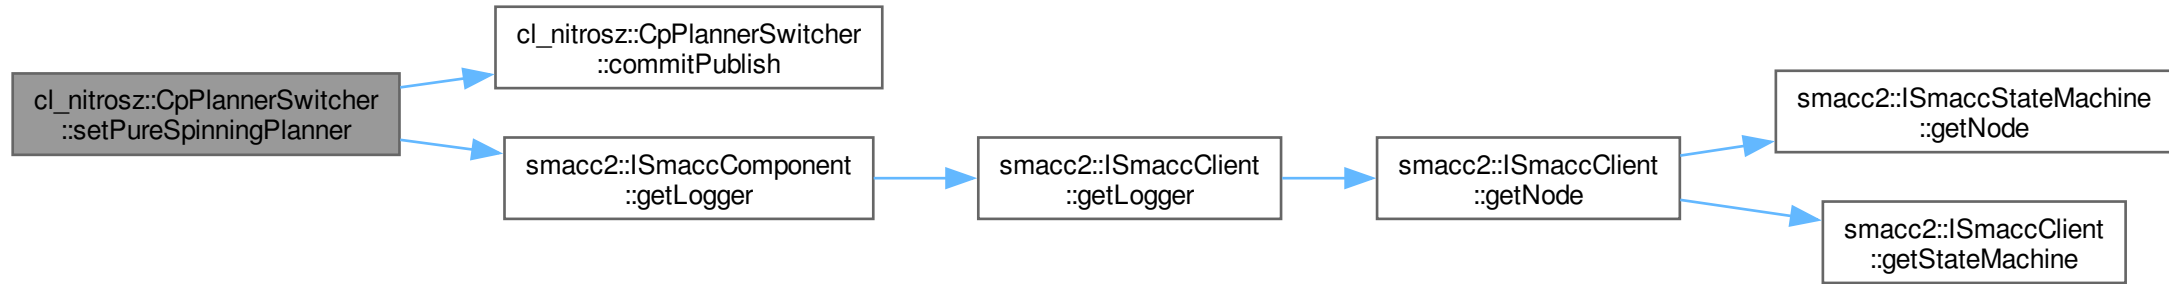 cl_nitrosz::CpPlannerSwitcher
::setPureSpinningPlanner
cl_nitrosz::CpPlannerSwitcher
::commitPublish
smacc2::ISmaccComponent
::getLogger
smacc2::ISmaccClient
::getLogger
smacc2::ISmaccClient
::getNode
smacc2::ISmaccStateMachine
::getNode
smacc2::ISmaccClient
::getStateMachine